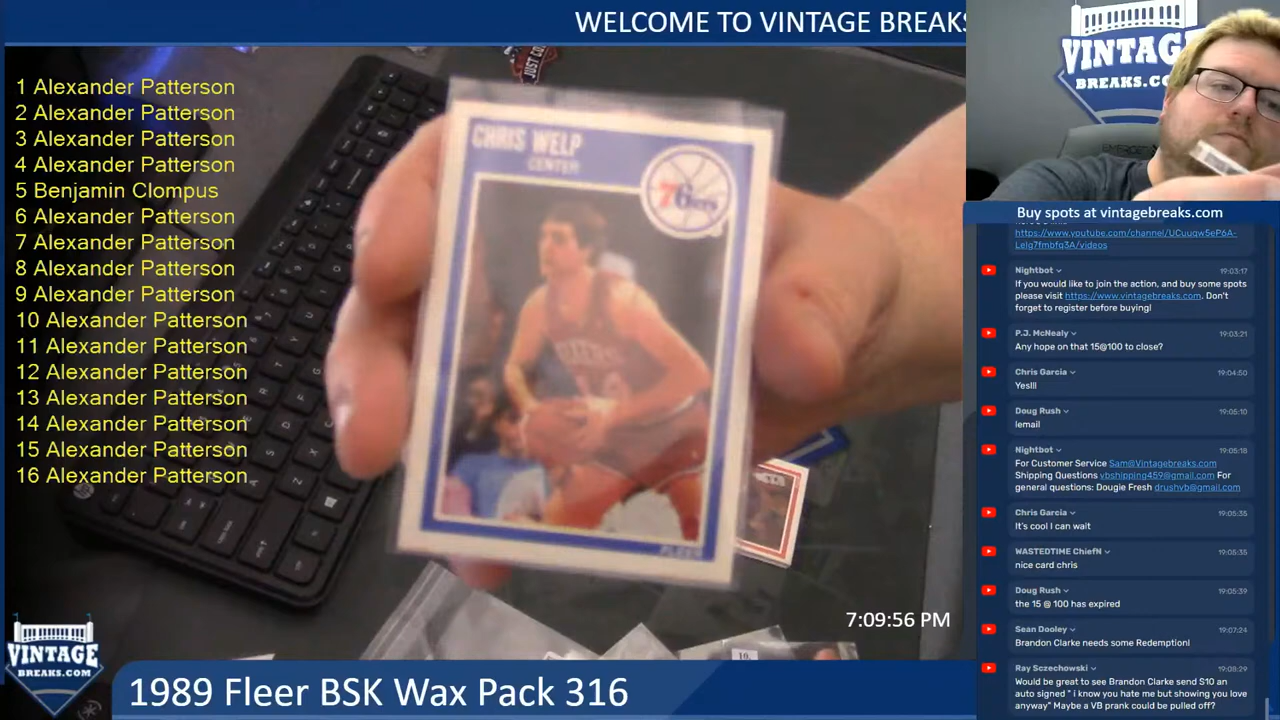 WELCOME TO VINTAGE BREAKS
1 Alexander Patterson
2 Alexander Patterson
3 Alexander Patterson
4 Alexander Patterson
5 Benjamin Clompus
6 Alexander Patterson
7 Alexander Patterson
8 Alexander Patterson
9 Alexander Patterson
10 Alexander Patterson
11 Alexander Patterson
12 Alexander Patterson
13 Alexander Patterson
14 Alexander Patterson
15 Alexander Patterson
16 Alexander Patterson
JUST CO
CHRIS WELP
CENTER
76ers
FLEER
7:09:56 PM
VINTAGE
BREAKS.COM
1989 Fleer BSK Wax Pack 316
VINTAGE
BREAKS.CO
Buy spots at vintagebreaks.com
https://www.youtube.com/channel/UCuuqw5eP6A-
LeIg7fmbfq3A/videos
Nightbot 19:03:17
If you would like to join the action, and buy some spots
please visit https://www.vintagebreaks.com. Don't
forget to register before buying!
P.J. McNealy 19:03:21
Any hope on that 15@100 to close?
Chris Garcia 19:04:50
Yes!!!
Doug Rush 19:05:10
!email
Nightbot 19:05:18
For Customer Service Sam@Vintagebreaks.com
Shipping Questions vbshipping459@gmail.com For
general questions: Dougie Fresh drushvb@gmail.com
Chris Garcia 19:05:35
It's cool I can wait
WASTEDTIME ChiefN 19:05:35
nice card chris
Doug Rush 19:05:39
the 15 @ 100 has expired
Sean Dooley 19:07:24
Brandon Clarke needs some Redemption!
Ray Sczechowski 19:08:29
Would be great to see Brandon Clarke send S10 an
auto signed " i know you hate me but showing you love
anyway" Maybe a VB prank could be pulled off?